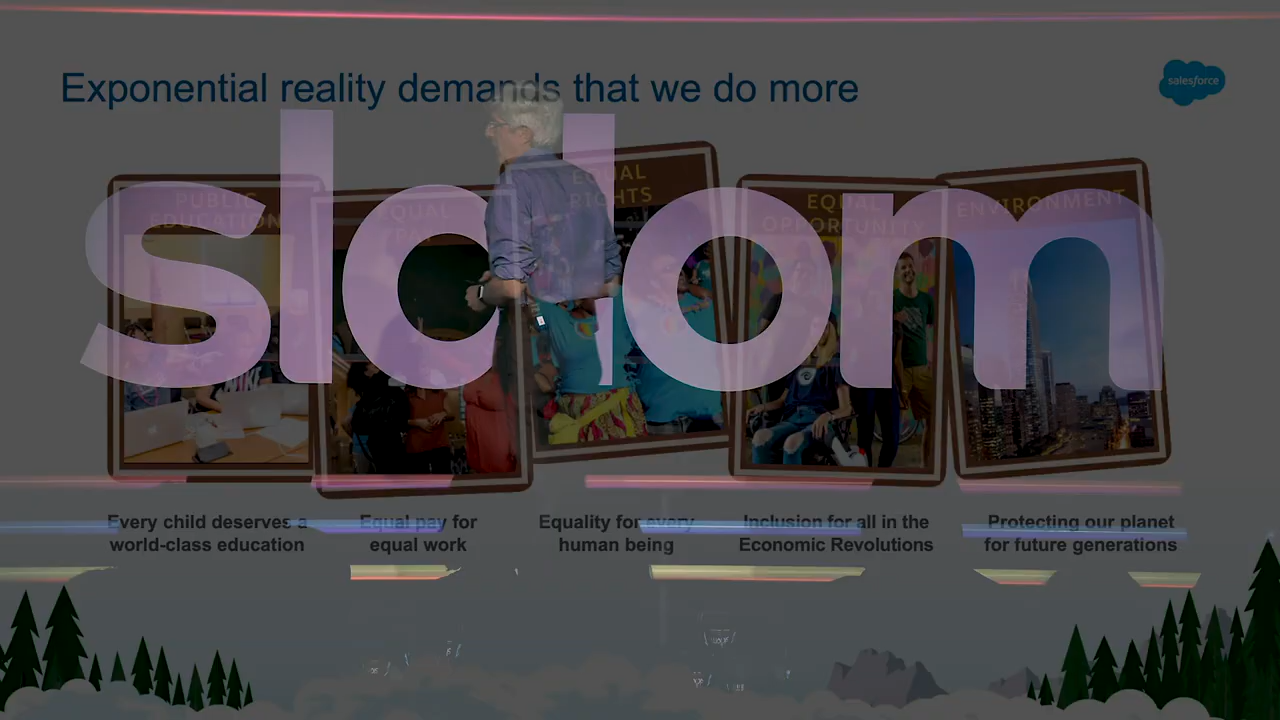 Exponential reality demands that we do more
salesforce
slalom
PUBLIC
EDUCATION
EQUAL
PAY
EQUAL
RIGHTS
EQUAL
OPPORTUNITY
ENVIRONMENT
Every child deserves a
world-class education
Equal pay for
equal work
Equality for every
human being
Inclusion for all in the
Economic Revolutions
Protecting our planet
for future generations